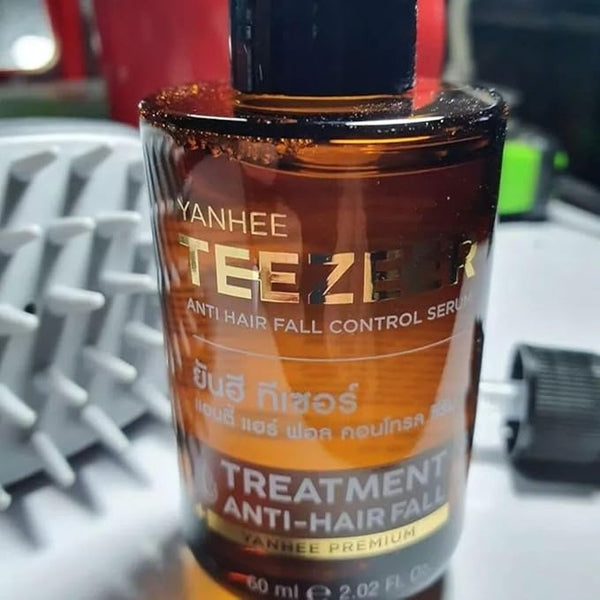 YANHEE
TEEZEER
ANTI HAIR FALL CONTROL SERUM
ยันฮี ทีเซอร์
แอนตี้ แฮร์ ฟอล คอนโทรล
TREATMENT
ANTI-HAIR FALL
YANHEE PREMIUM
60 ml ℮ 2.02 FL